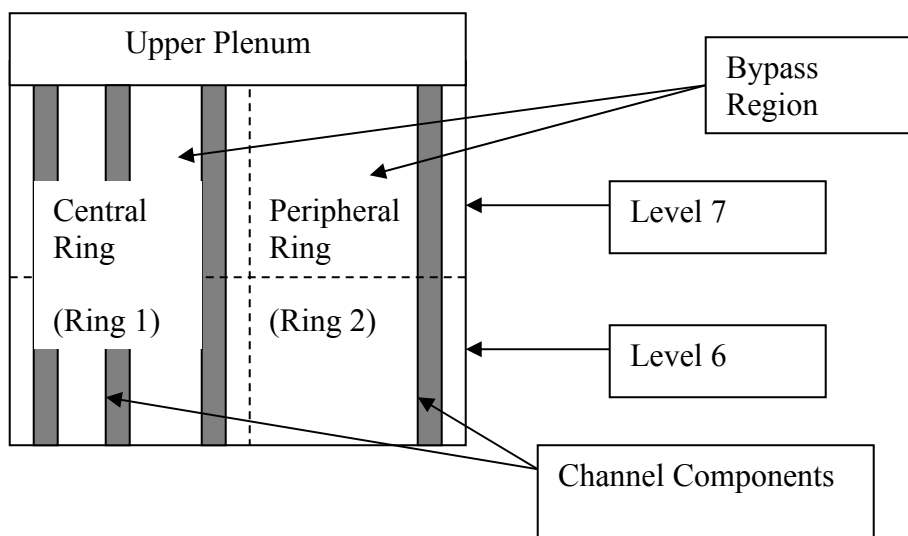 Upper Plenum
Bypass
Region
Central
Ring
Peripheral
Ring
Level 7
(Ring 1)
(Ring 2)
Level 6
Channel Components